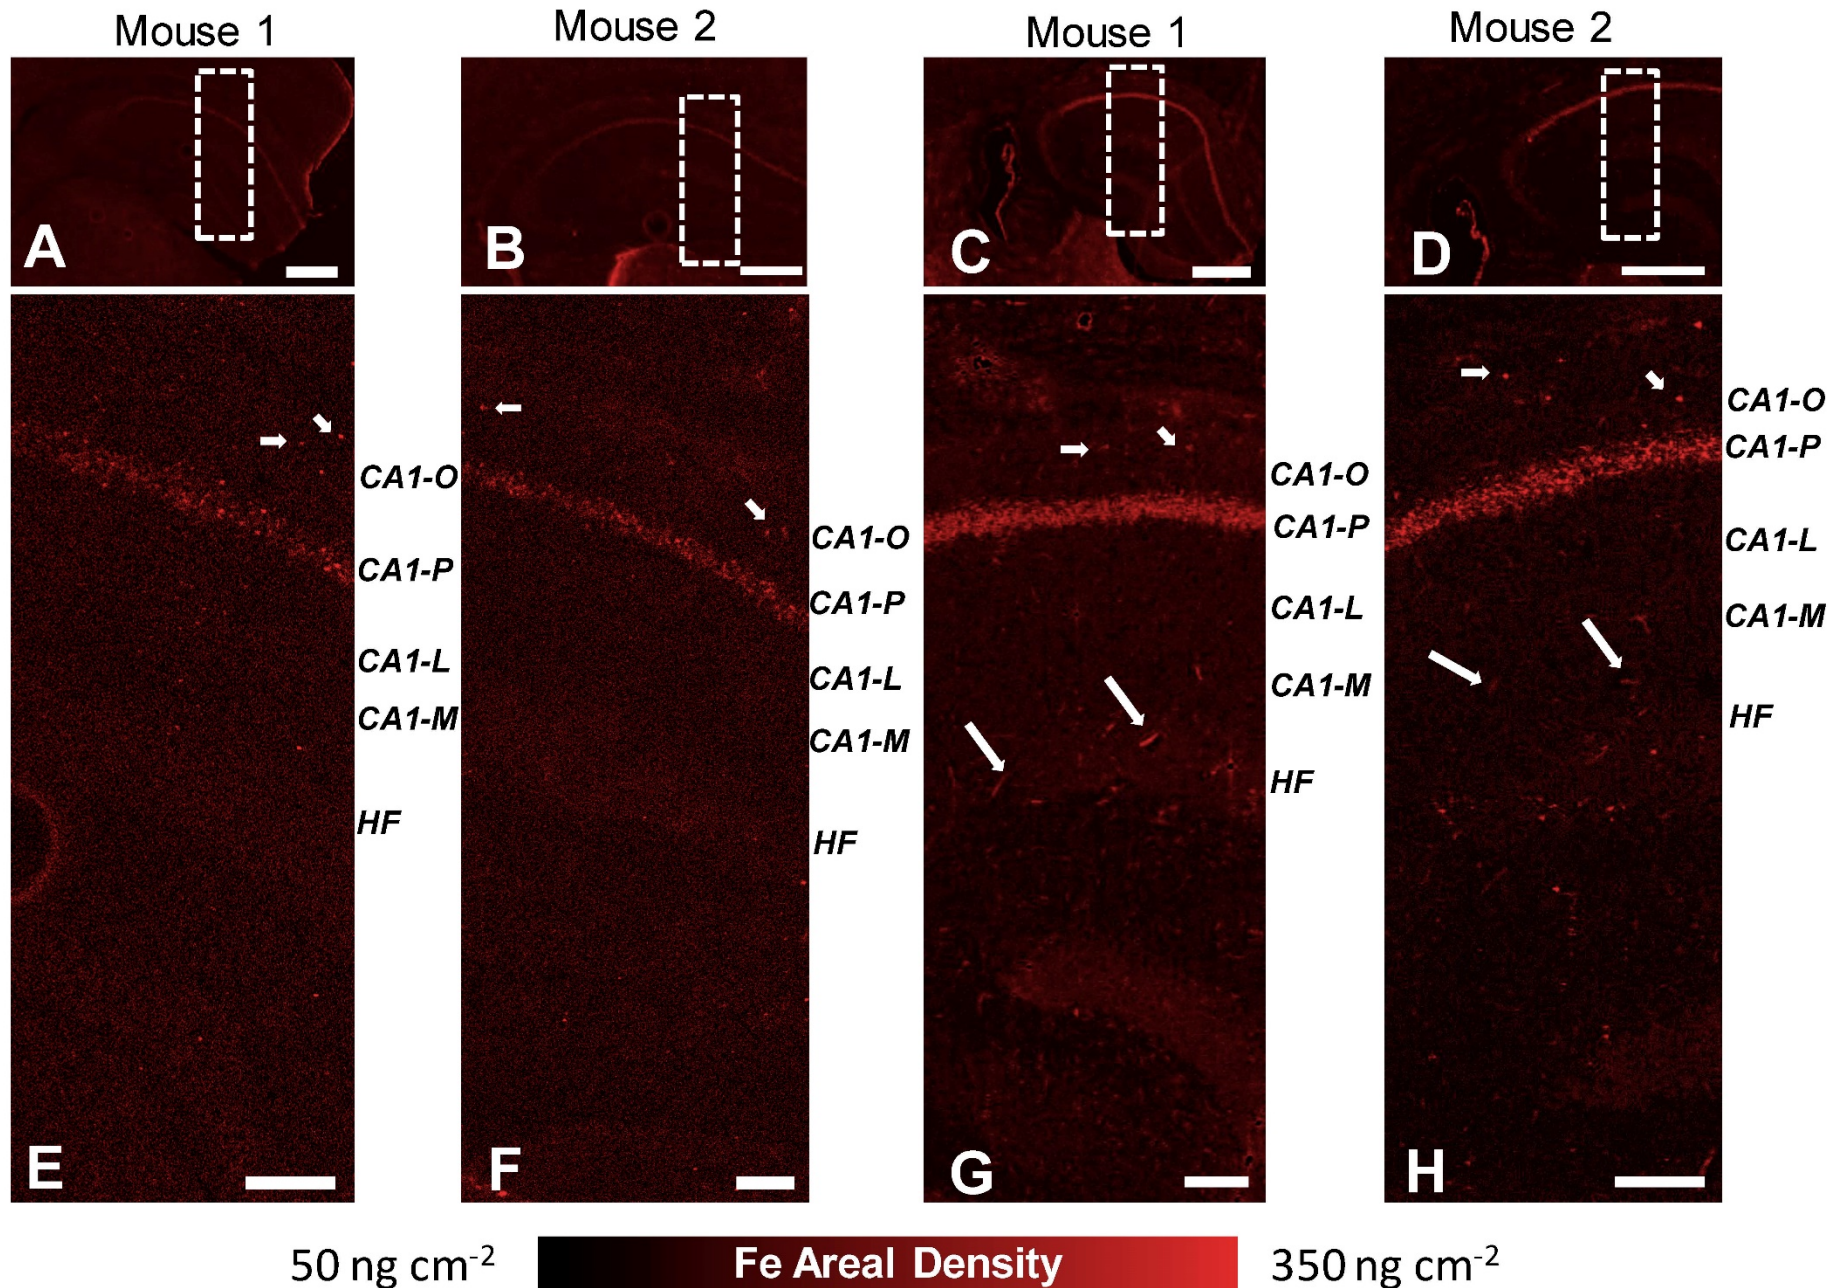 Mouse 1
Mouse 2
Mouse 1
Mouse 2
A
B
C
D
CA1-O
CA1-P
CA1-L
CA1-M
HF
E
CA1-O
CA1-P
CA1-L
CA1-M
HF
F
CA1-O
CA1-P
CA1-L
CA1-M
HF
G
CA1-O
CA1-P
CA1-L
CA1-M
HF
H
50 ng cm⁻² Fe Areal Density 350 ng cm⁻²